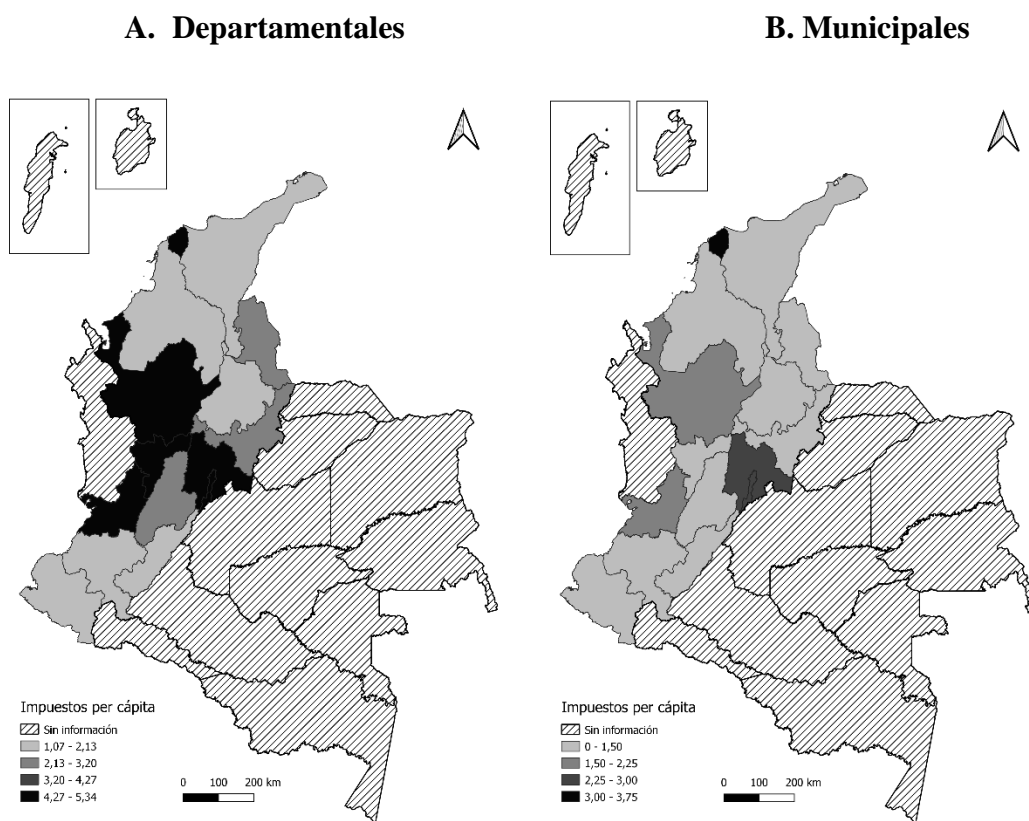 A. Departamentales
B. Municipales
Impuestos per cápita
Sin información
1,07 - 2,13
2,13 - 3,20
3,20 - 4,27
4,27 - 5,34
0 100 200 km
Impuestos per cápita
Sin información
0 - 1,50
1,50 - 2,25
2,25 - 3,00
3,00 - 3,75
0 100 200 km